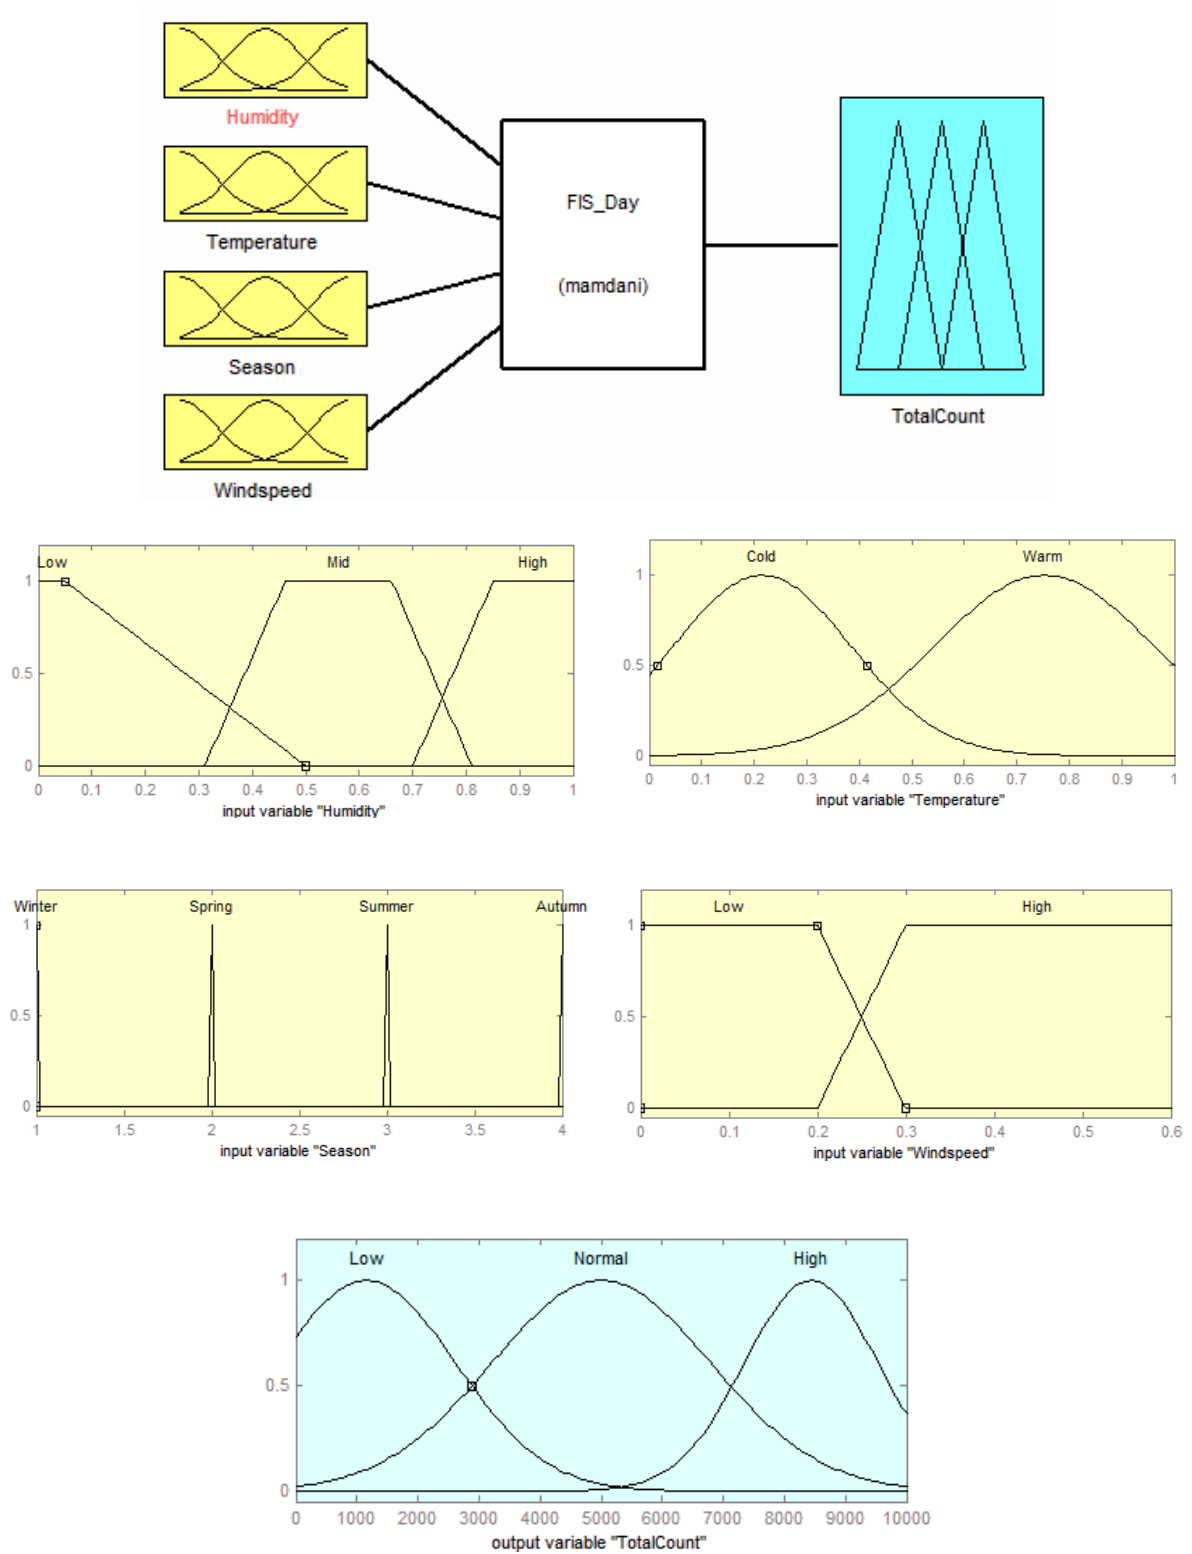 Humidity
Temperature
Season
Windspeed
FIS_Day
(mamdani)
TotalCount
Low Mid High
1
0.5
0
0 0.1 0.2 0.3 0.4 0.5 0.6 0.7 0.8 0.9 1
input variable "Humidity"
Cold Warm
1
0.5
0
0 0.1 0.2 0.3 0.4 0.5 0.6 0.7 0.8 0.9 1
input variable "Temperature"
Winter Spring Summer Autumn
1
0.5
0
1 1.5 2 2.5 3 3.5 4
input variable "Season"
Low High
1
0.5
0
0 0.1 0.2 0.3 0.4 0.5 0.6
input variable "Windspeed"
Low Normal High
1
0.5
0
0 1000 2000 3000 4000 5000 6000 7000 8000 9000 10000
output variable "TotalCount"